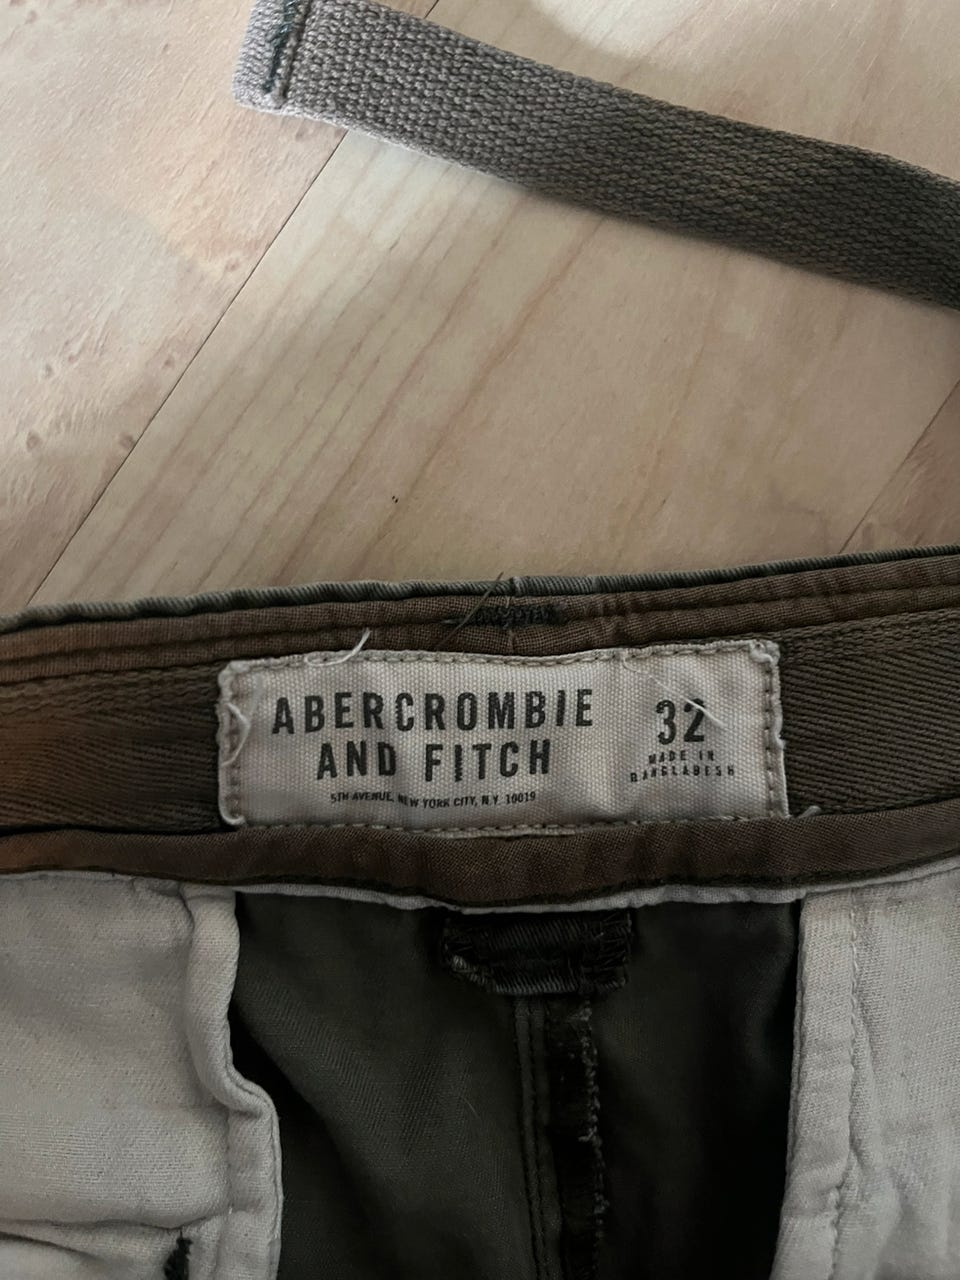 ABERCROMBIE
AND FITCH
5TH AVENUE, NEW YORK CITY, N.Y. 10019
32
MADE IN
BANGLADESH